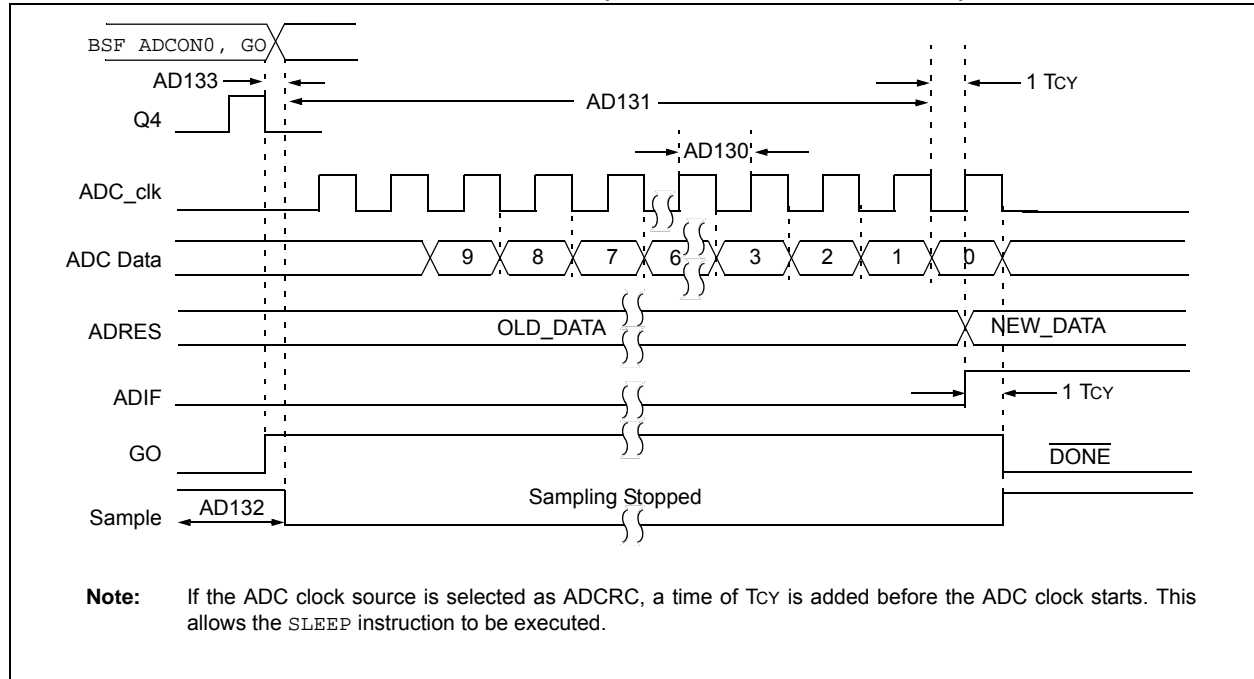 BSF ADCON0, GO
AD133
1 TCY
AD131
Q4
AD130
ADC_clk
ADC Data
9 8 7 6 3 2 1 0
ADRES
OLD_DATA
NEW_DATA
ADIF
1 TCY
GO
DONE
AD132
Sampling Stopped
Sample
Note: If the ADC clock source is selected as ADCRC, a time of TCY is added before the ADC clock starts. This
allows the SLEEP instruction to be executed.